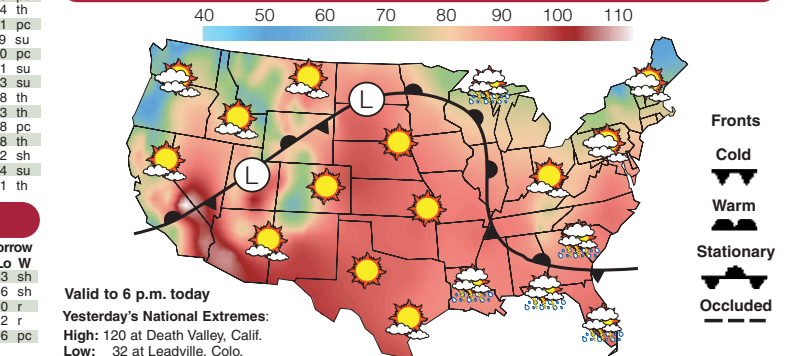 4 th
1 pc
9 su
0 pc
1 su
3 su
8 th
3 th
8 pc
8 th
2 sh
4 su
1 th
orrow
Lo W
3 sh
6 sh
0 r
2 r
6 pc
40 50 60 70 80 90 100 110
L
L
Fronts
Cold
Warm
Stationary
Occluded
Valid to 6 p.m. today
Yesterday's National Extremes:
High: 120 at Death Valley, Calif.
Low: 32 at Leadville, Colo.